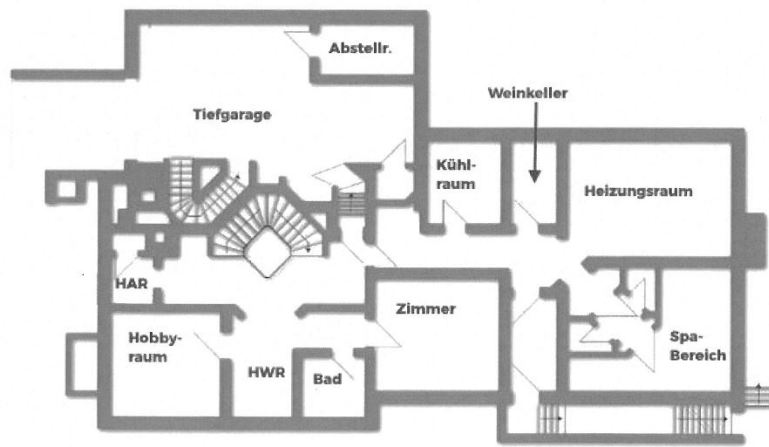 Abstellr.
Weinkeller
Tiefgarage
Kühl-
raum
Heizungsraum
HAR
Zimmer
Hobby-
raum
HWR
Bad
Spa-
Bereich